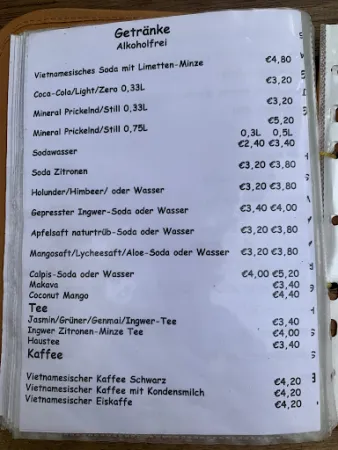 Getränke
Alkoholfrei
Vietnamesisches Soda mit Limetten-Minze €4,80
Coca-Cola/Light/Zero 0,33L €3,20
Mineral Prickelnd/Still 0,33L €3,20
Mineral Prickelnd/Still 0,75L €5,20
0,3L 0,5L
Sodawasser €2,40 €3,40
Soda Zitronen €3,20 €3,80
Holunder/Himbeer/ oder Wasser €3,20 €3,80
Gepresster Ingwer-Soda oder Wasser €3,40 €4,00
Apfelsaft naturtrüb-Soda oder Wasser €3,20 €3,80
Mangosaft/Lycheesaft/Aloe-Soda oder Wasser €3,20 €3,80
Calpis-Soda oder Wasser €4,00 €5,20
Makava €3,40
Coconut Mango €4,40
Tee
Jasmin/Grüner/Genmai/Ingwer-Tee €3,40
Ingwer Zitronen-Minze Tee €4,00
Haustee €3,40
Kaffee
Vietnamesischer Kaffee Schwarz €4,20
Vietnamesischer Kaffee mit Kondensmilch €4,20
Vietnamesischer Eiskaffe €4,20